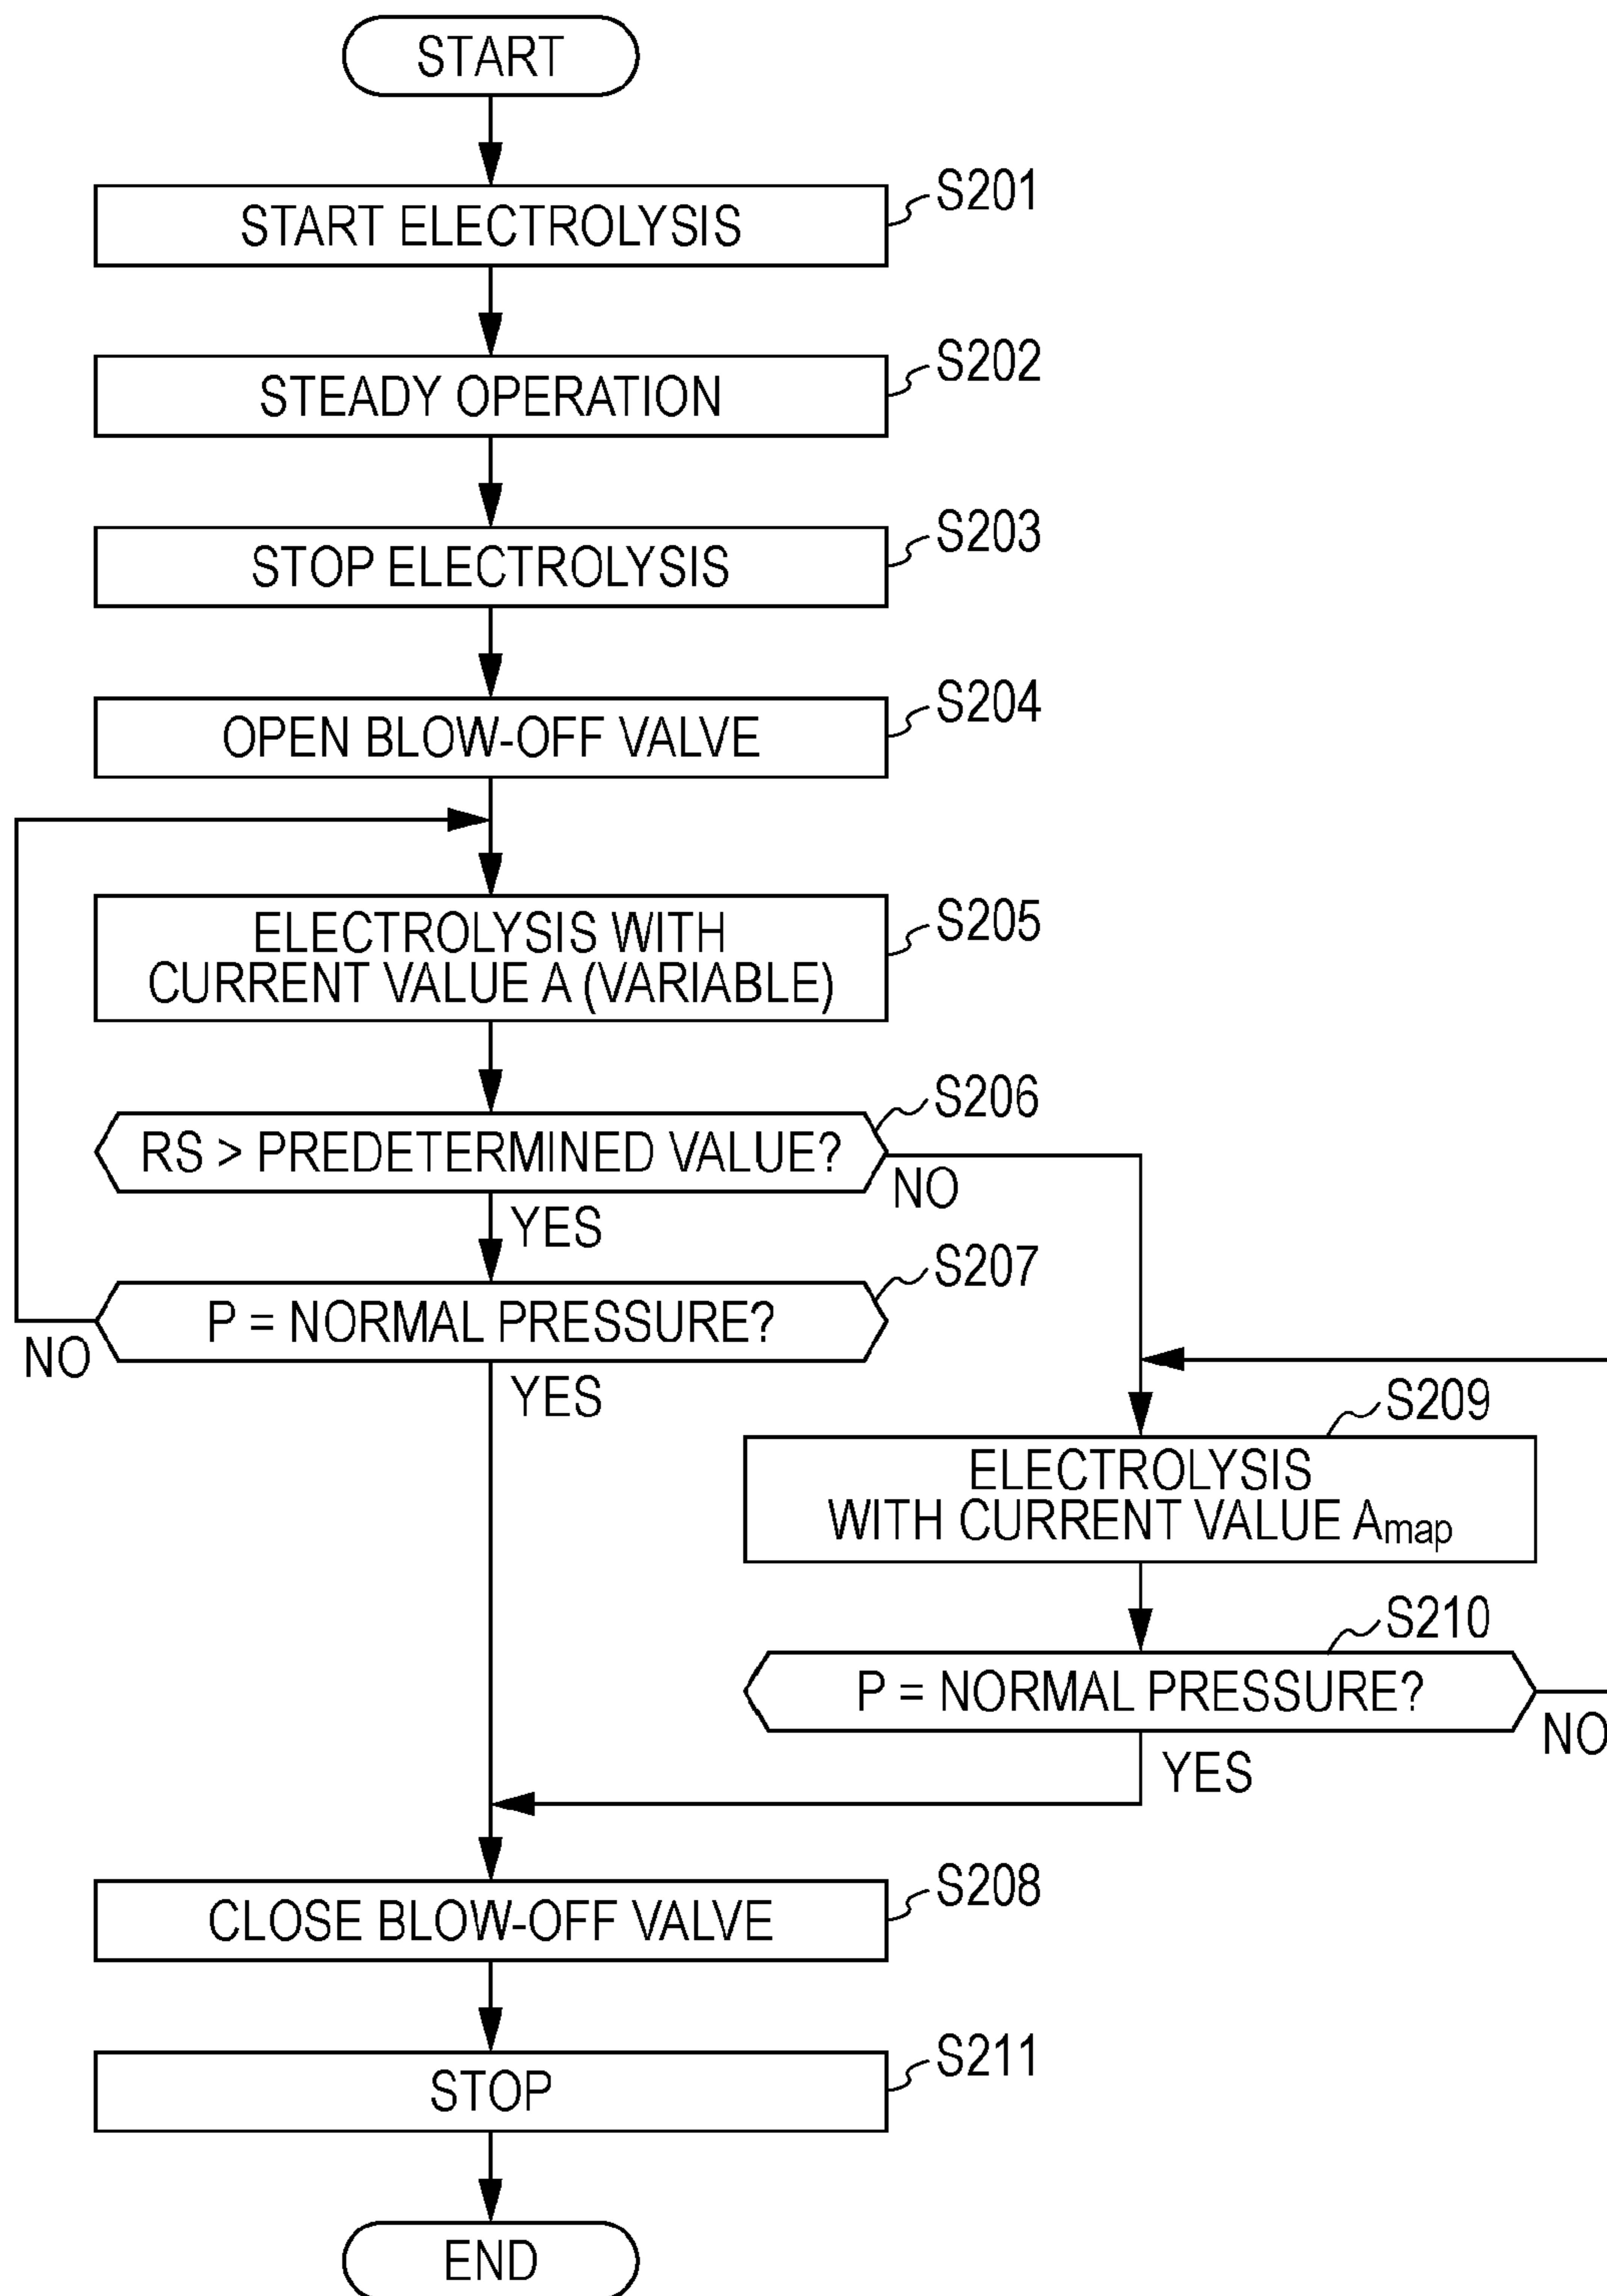 START
START ELECTROLYSIS
S201
STEADY OPERATION
S202
STOP ELECTROLYSIS
S203
OPEN BLOW-OFF VALVE
S204
ELECTROLYSIS WITH
CURRENT VALUE A (VARIABLE)
S205
RS > PREDETERMINED VALUE?
S206
NO
YES
P = NORMAL PRESSURE?
S207
NO
YES
S209
ELECTROLYSIS
WITH CURRENT VALUE Amap
S210
P = NORMAL PRESSURE?
NO
YES
CLOSE BLOW-OFF VALVE
S208
STOP
S211
END